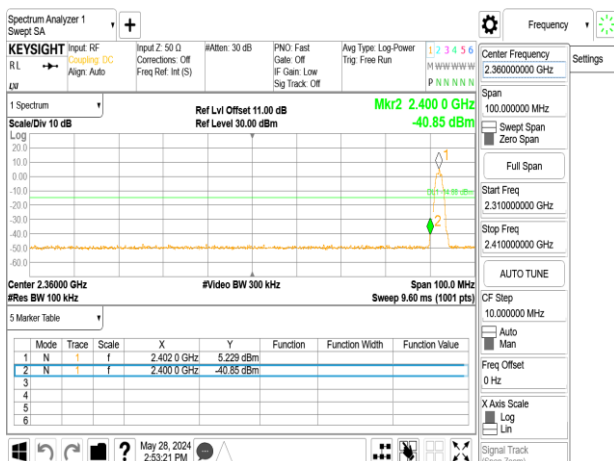 Spectrum Analyzer 1
Swept SA
Frequency
KEYSIGHT
RL
LXI
Input: RF
Coupling: DC
Align: Auto
Input Z: 50 Ω
Corrections: Off
Freq Ref: Int (S)
#Atten: 30 dB
PNO: Fast
Gate: Off
IF Gain: Low
Sig Track: Off
Avg Type: Log-Power
Trig: Free Run
1 2 3 4 5 6
M W W W W W
P N N N N N
Settings
Center Frequency
2.360000000 GHz
Span
100.000000 MHz
Swept Span
Zero Span
Full Span
Start Freq
2.310000000 GHz
Stop Freq
2.410000000 GHz
AUTO TUNE
CF Step
10.000000 MHz
Auto
Man
Freq Offset
0 Hz
X Axis Scale
Log
Lin
Signal Track
(Span Zoom)
1 Spectrum
Scale/Div 10 dB
Ref Lvl Offset 11.00 dB
Ref Level 30.00 dBm
Mkr2 2.400 0 GHz
-40.85 dBm
Log
20.0
10.0
0.00
-10.0
-20.0
-30.0
-40.0
-50.0
-60.0
1
2
Center 2.36000 GHz
#Res BW 100 kHz
#Video BW 300 kHz
Span 100.0 MHz
Sweep 9.60 ms (1001 pts)
5 Marker Table
Mode Trace Scale X Y Function Function Width Function Value
1 N 1 f 2.402 0 GHz 5.229 dBm
2 N 1 f 2.400 0 GHz -40.85 dBm
3
4
5
6
?
May 28, 2024
2:53:21 PM